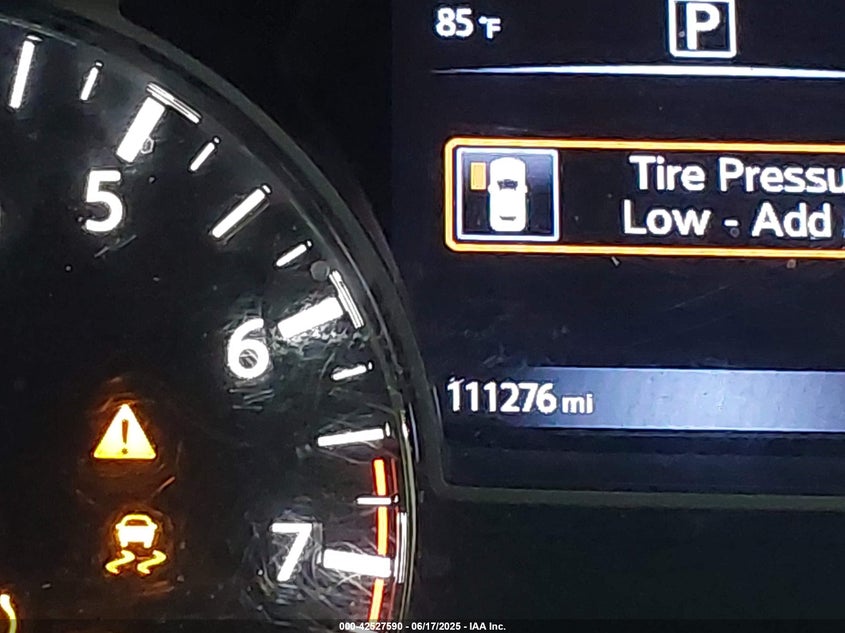 85°F
P
Tire Pressu
Low - Add
111276 mi
5
6
7
000-42527590 - 06/17/2025 - IAA Inc.